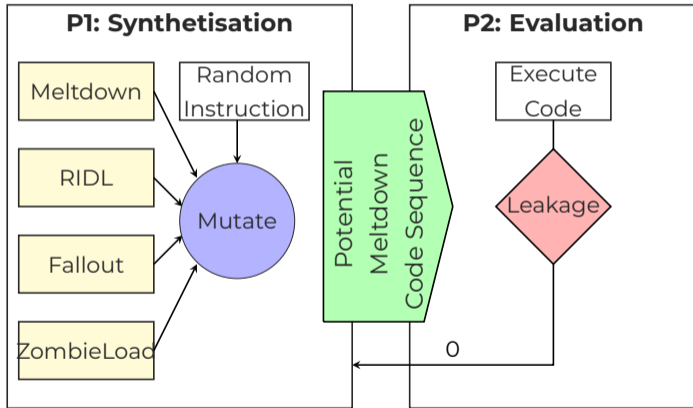 P1: Synthetisation
P2: Evaluation
Meltdown
Random
Instruction
RIDL
Mutate
Fallout
ZombieLoad
Potential
Meltdown
Code Sequence
Execute
Code
Leakage
0